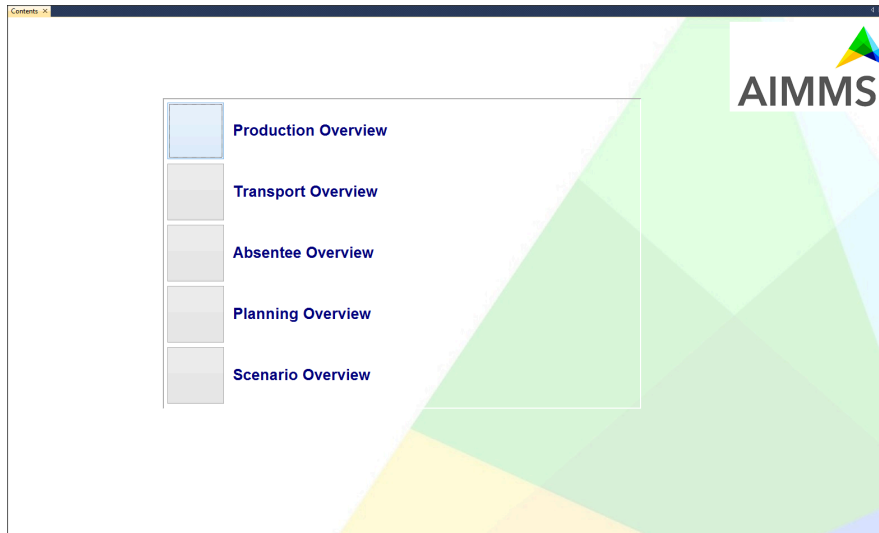 Contents
AIMMS
Production Overview
Transport Overview
Absentee Overview
Planning Overview
Scenario Overview